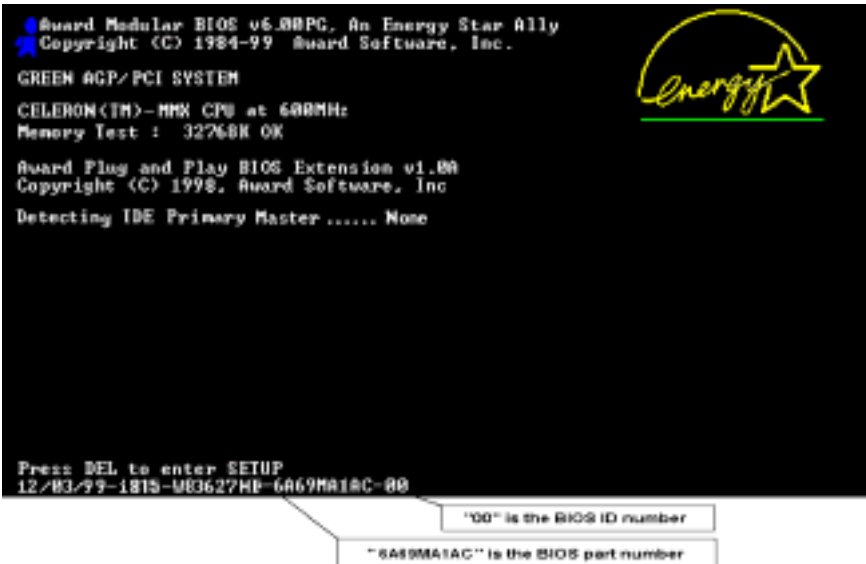 Award Modular BIOS v6.00PG, An Energy Star Ally
Copyright (C) 1984-99 Award Software, Inc.
energy
GREEN AGP/PCI SYSTEM
CELERON(TM)-MMX CPU at 600MHz
Memory Test : 32768K OK
Award Plug and Play BIOS Extension v1.0A
Copyright (C) 1998, Award Software, Inc
Detecting IDE Primary Master ...... None
Press DEL to enter SETUP
12/03/99-i815-W83627HF-6A69MA1AC-00
"00" is the BIOS ID number
"6A69MA1AC" is the BIOS part number